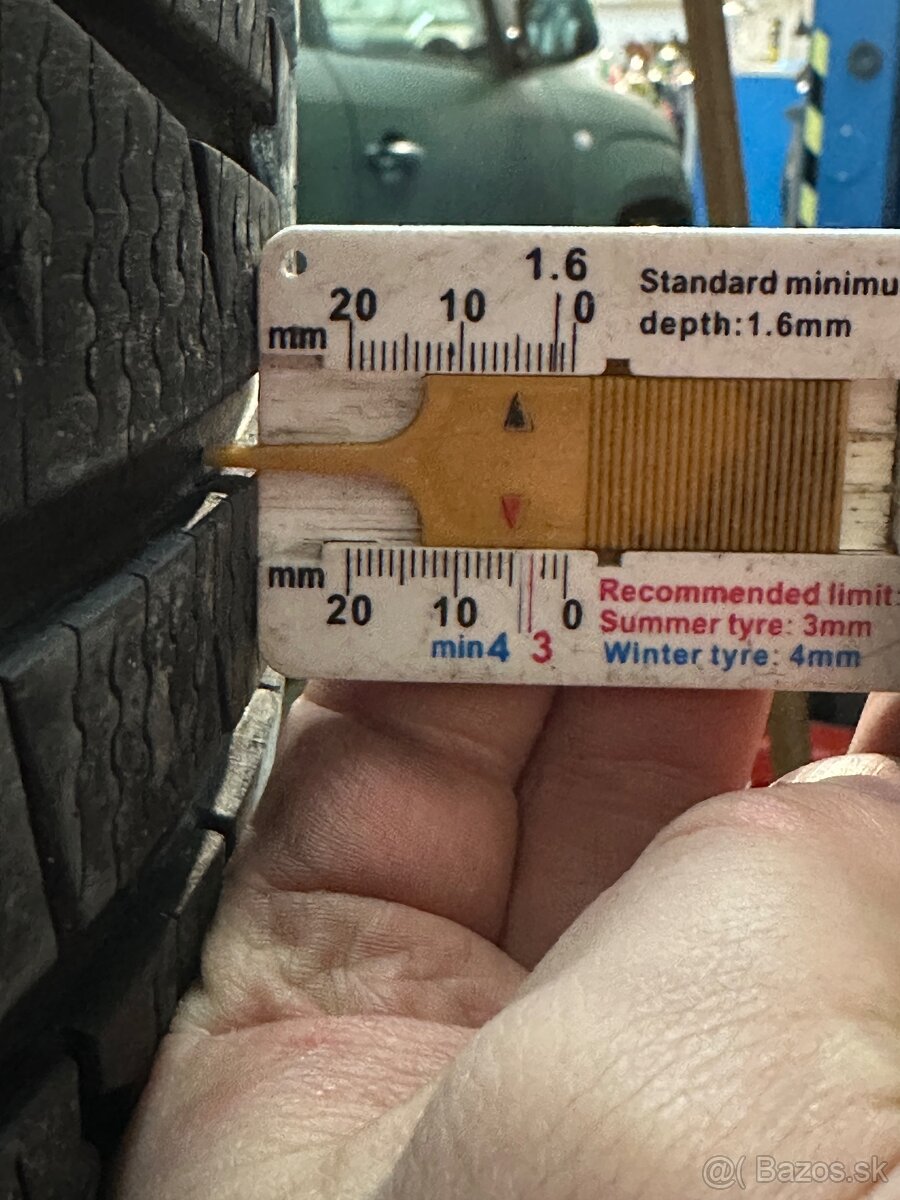 1.6
20 10 0
mm
Standard minimu
depth:1.6mm
mm
20 10 0
min4 3
Recommended limit:
Summer tyre: 3mm
Winter tyre: 4mm
@( Bazos.sk